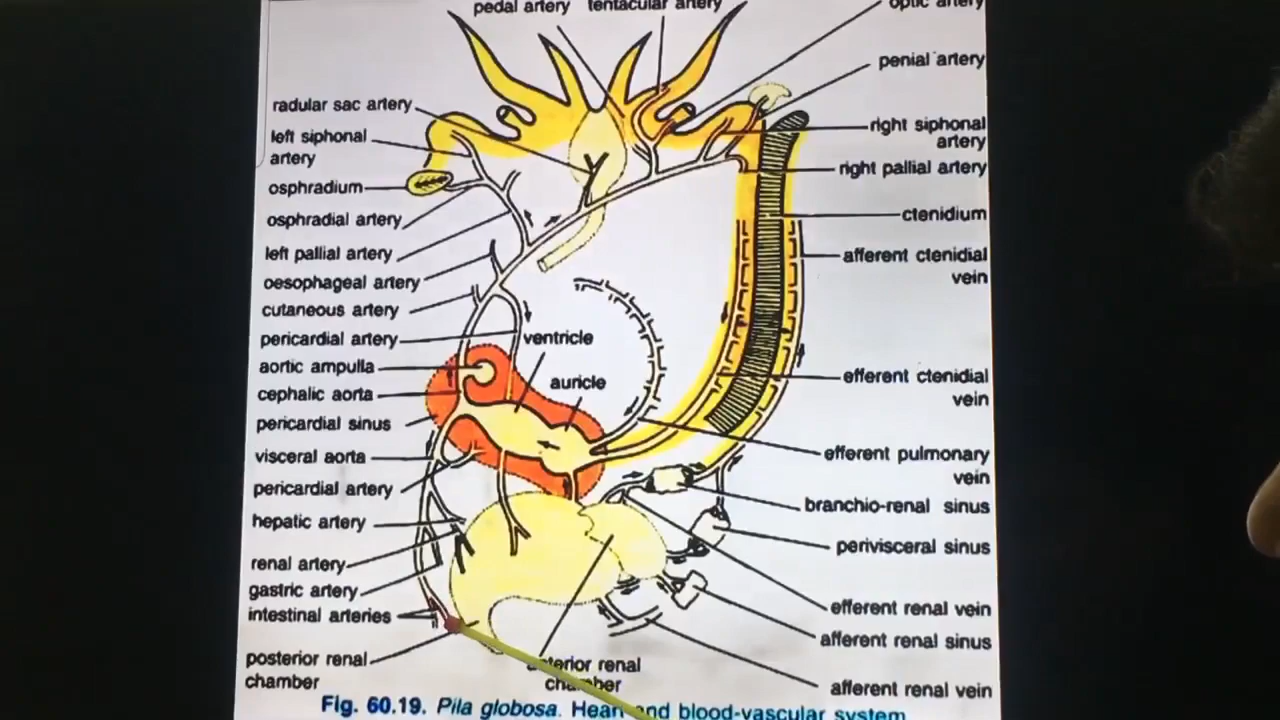 pedal artery tentacular artery
optic artery
penial artery
radular sac artery
left siphonal
artery
osphradium
osphradial artery
left pallial artery
oesophageal artery
cutaneous artery
pericardial artery
aortic ampulla
cephalic aorta
pericardial sinus
visceral aorta
pericardial artery
hepatic artery
renal artery
gastric artery
intestinal arteries
posterior renal
chamber
ventricle
auricle
right siphonal
artery
right pallial artery
ctenidium
afferent ctenidial
vein
efferent ctenidial
vein
efferent pulmonary
vein
branchio-renal sinus
perivisceral sinus
efferent renal vein
afferent renal sinus
afferent renal vein
anterior renal
chamber
Fig. 60.19. Pila globosa. Heart and blood-vascular system